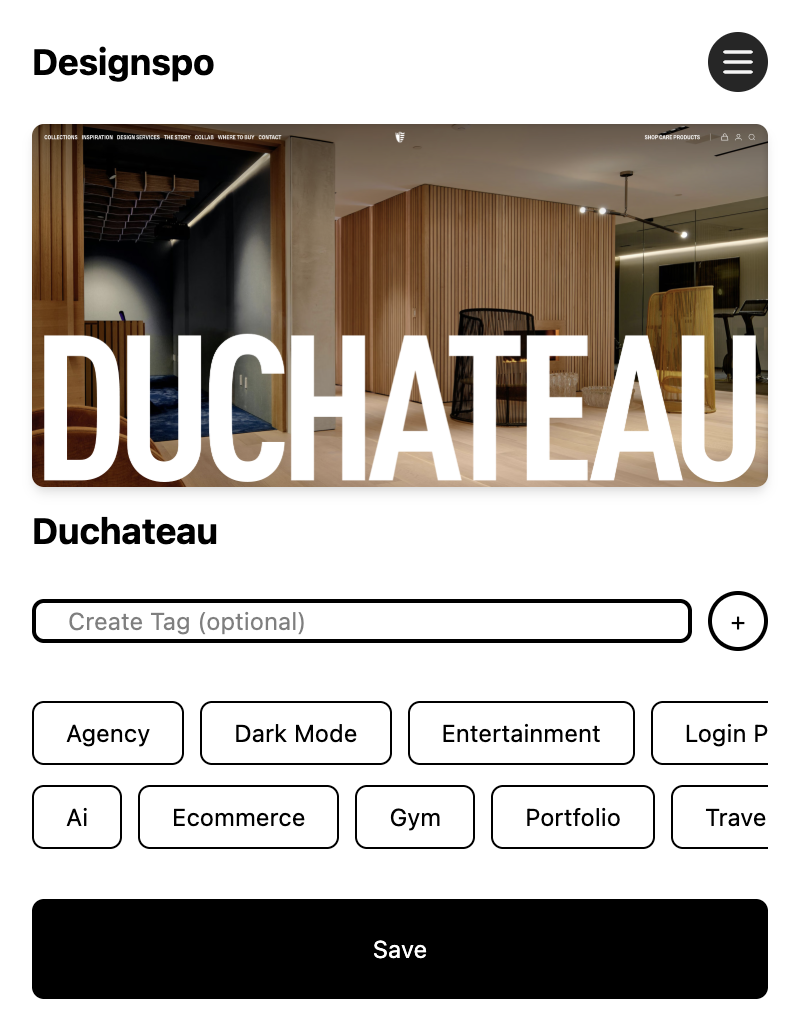 Designspo
COLLECTIONS INSPIRATION DESIGN SERVICES THE STORY COLLAB WHERE TO BUY CONTACT SHOP CARE PRODUCTS
DUCHATEAU
Duchateau
Create Tag (optional) +
Agency Dark Mode Entertainment Login P
Ai Ecommerce Gym Portfolio Trave
Save